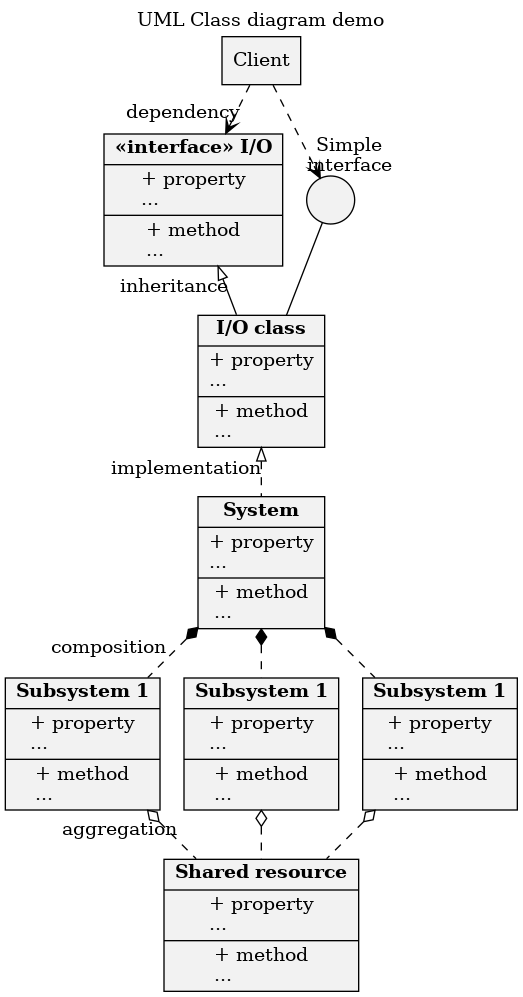 UML Class diagram demo
Client
dependency
«interface» I/O
+ property
...
+ method
...
Simple
interface
inheritance
I/O class
+ property
...
+ method
...
implementation
System
+ property
...
+ method
...
composition
Subsystem 1
+ property
...
+ method
...
Subsystem 1
+ property
...
+ method
...
Subsystem 1
+ property
...
+ method
...
aggregation
Shared resource
+ property
...
+ method
...